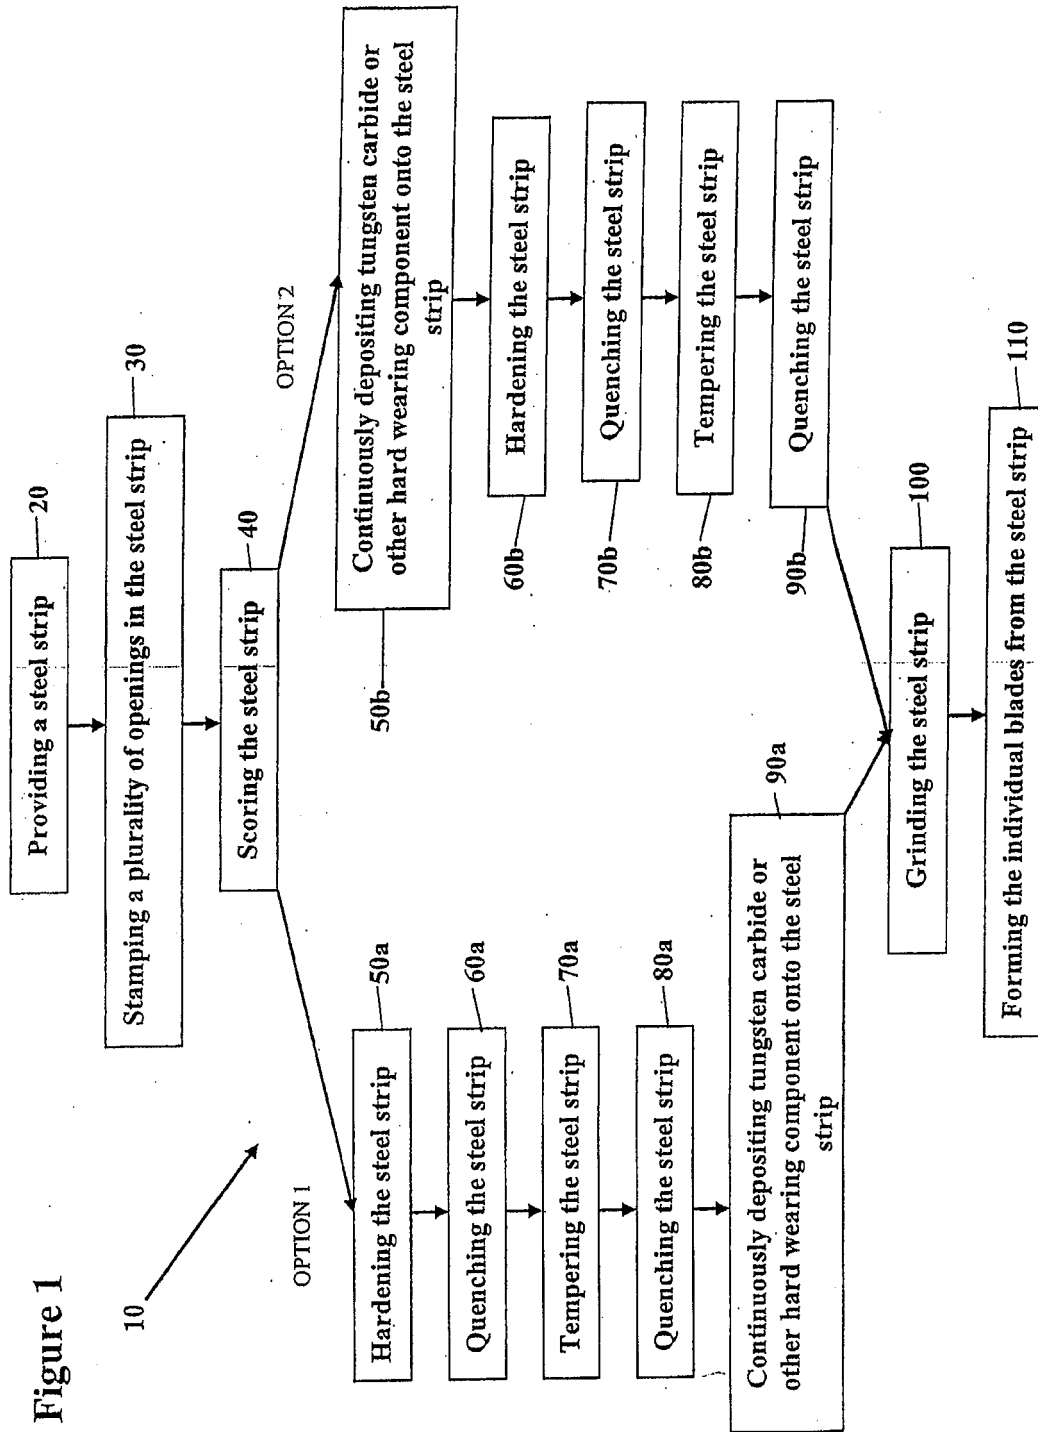 Figure 1
10
Providing a steel strip
20
Stamping a plurality of openings in the steel strip
30
Scoring the steel strip
40
OPTION 1
OPTION 2
Hardening the steel strip
50a
Quenching the steel strip
60a
Tempering the steel strip
70a
Quenching the steel strip
80a
Continuously depositing tungsten carbide or
other hard wearing component onto the steel
strip
90a
Continuously depositing tungsten carbide or
other hard wearing component onto the steel
strip
50b
Hardening the steel strip
60b
Quenching the steel strip
70b
Tempering the steel strip
80b
Quenching the steel strip
90b
Grinding the steel strip
100
Forming the individual blades from the steel strip
110